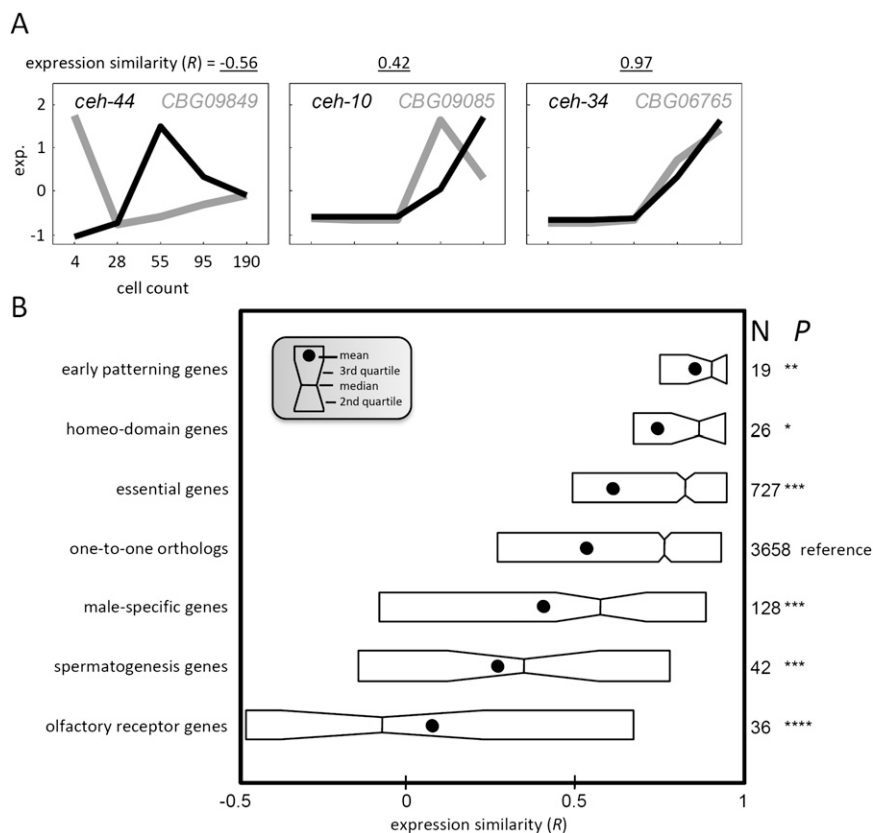 A
expression similarity (R) = -0.56 0.42 0.97
ceh-44 CBG09849 ceh-10 CBG09085 ceh-34 CBG06765
2
1
0
-1
exp.
4 28 55 95 190
cell count
B
N P
mean
3rd quartile
median
2nd quartile
early patterning genes 19 **
homeo-domain genes 26 *
essential genes 727 ***
one-to-one orthologs 3658 reference
male-specific genes 128 ***
spermatogenesis genes 42 ***
olfactory receptor genes 36 ****
-0.5 0 0.5 1
expression similarity (R)